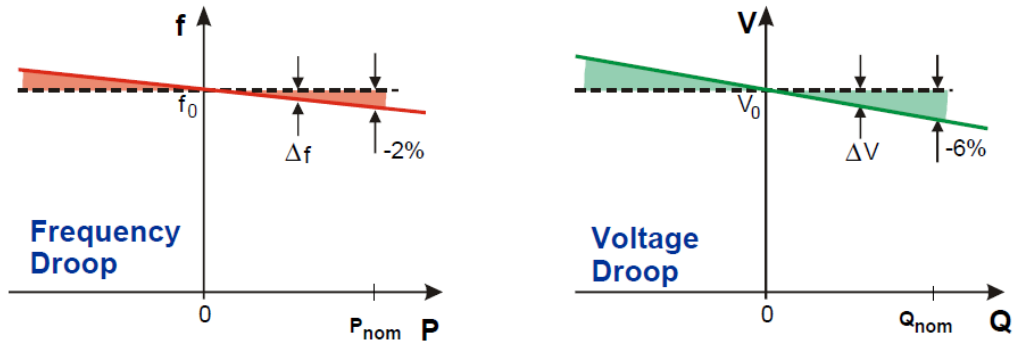 f
f0
Δf
-2%
Frequency
Droop
0
Pnom
P
V
V0
ΔV
-6%
Voltage
Droop
0
Qnom
Q